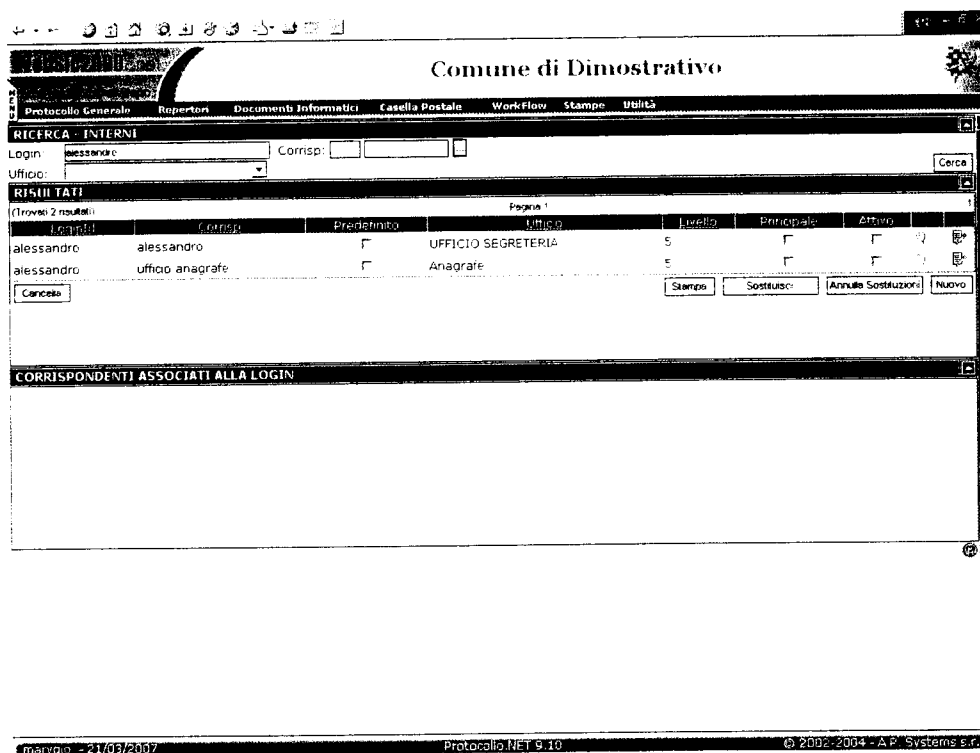 Comune di Dimostrativo
MENU
Protocollo Generale Repertori Documenti Informatici Casella Postale WorkFlow Stampe Utilità
RICERCA - INTERNI
Login: alessandro Corrisp:
Ufficio: Cerca
RISULTATI
(Trovati 2 risultati) Pagina 1 1
Corrisp. Predefinito Ufficio Livello Principale Attivo
alessandro alessandro UFFICIO SEGRETERIA 5
alessandro ufficio anagrafe Anagrafe 5
Cancella Stampa Sostituisci Annulla Sostituzioni Nuovo
CORRISPONDENTI ASSOCIATI ALLA LOGIN
marygio - 21/03/2007 Protocollo.NET 9.10 © 2002-2004 - A.P. Systems